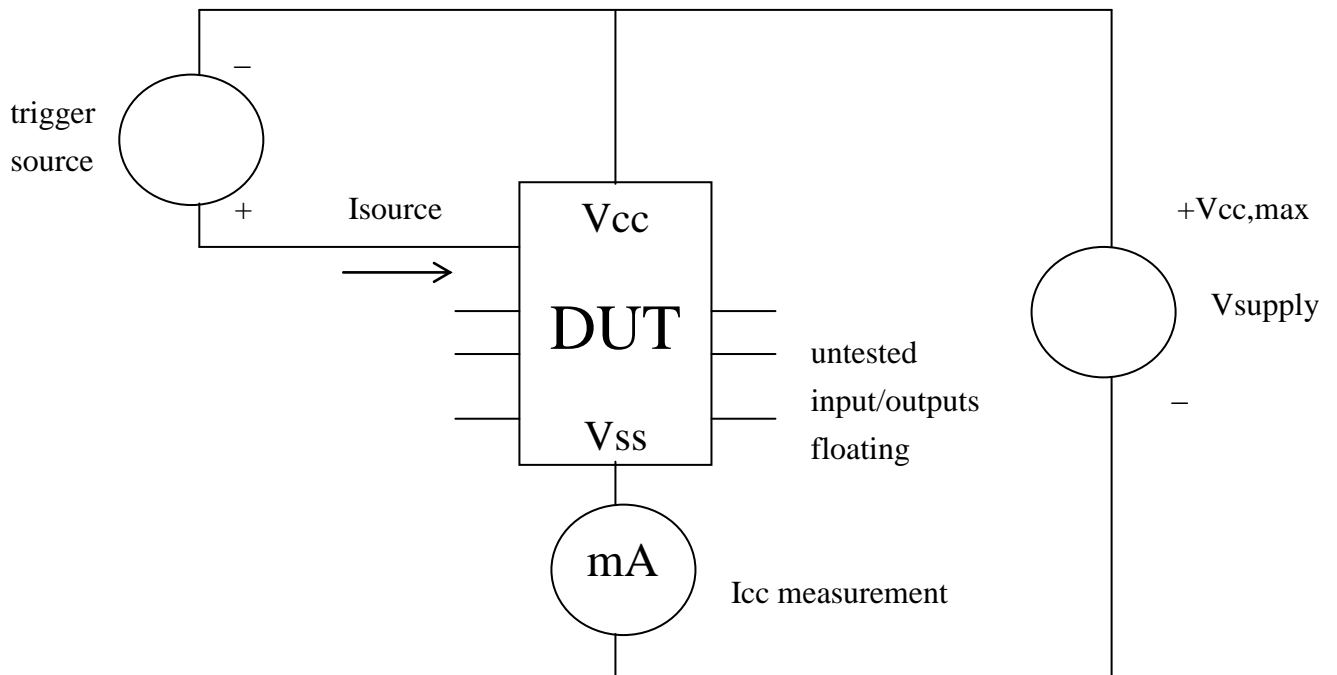 –
trigger
source
+
Isource
Vcc
+Vcc,max
DUT
Vsupply
untested
input/outputs
floating
–
Vss
mA
Icc measurement